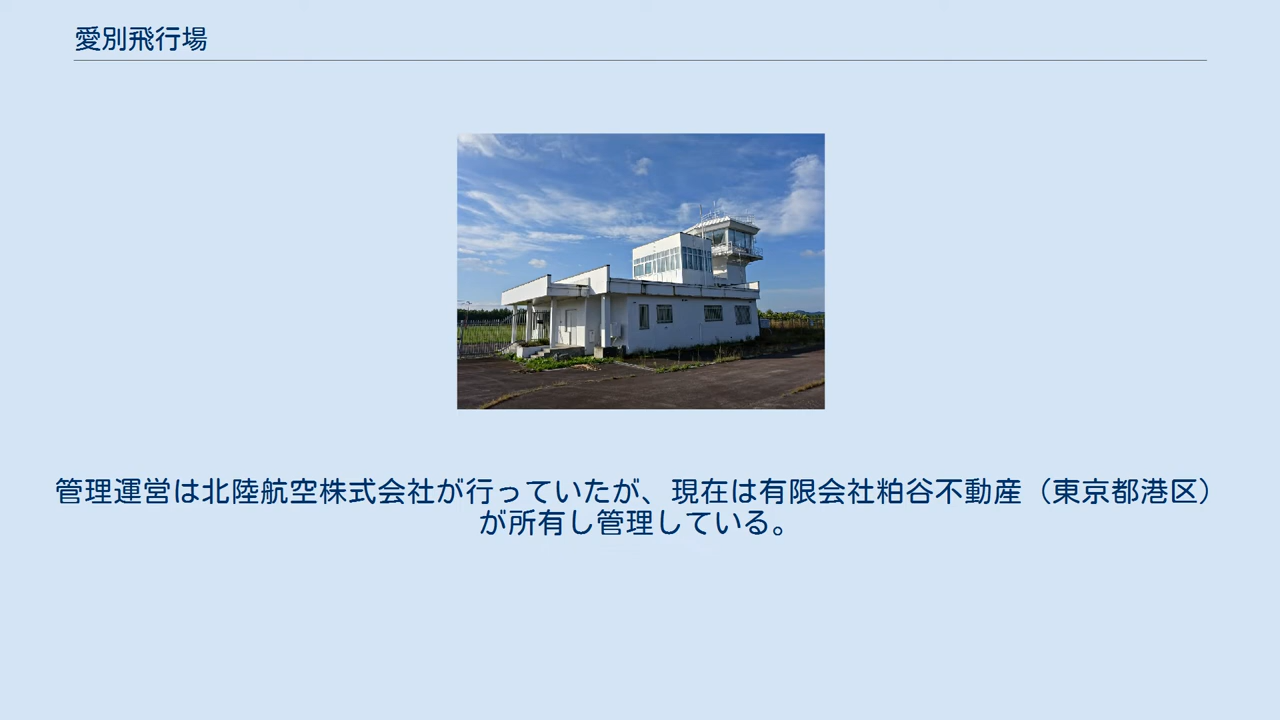 愛別飛行場
管理運営は北陸航空株式会社が行っていたが、現在は有限会社粕谷不動産（東京都港区）
が所有し管理している。